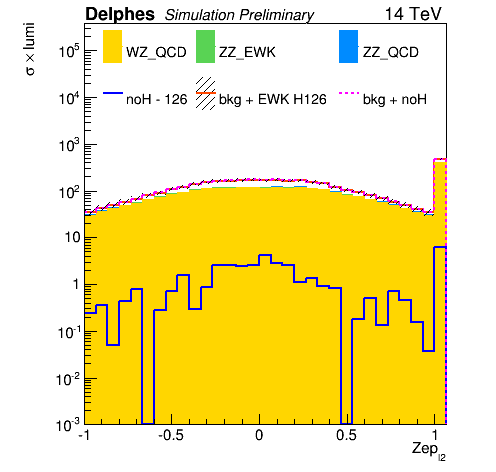 Delphes Simulation Preliminary 14 TeV
σ × lumi
WZ_QCD ZZ_EWK ZZ_QCD
noH - 126 bkg + EWK H126 bkg + noH
10^5
10^4
10^3
10^2
10
1
10^-1
10^-2
10^-3
-1 -0.5 0 0.5 1
Zep_l2